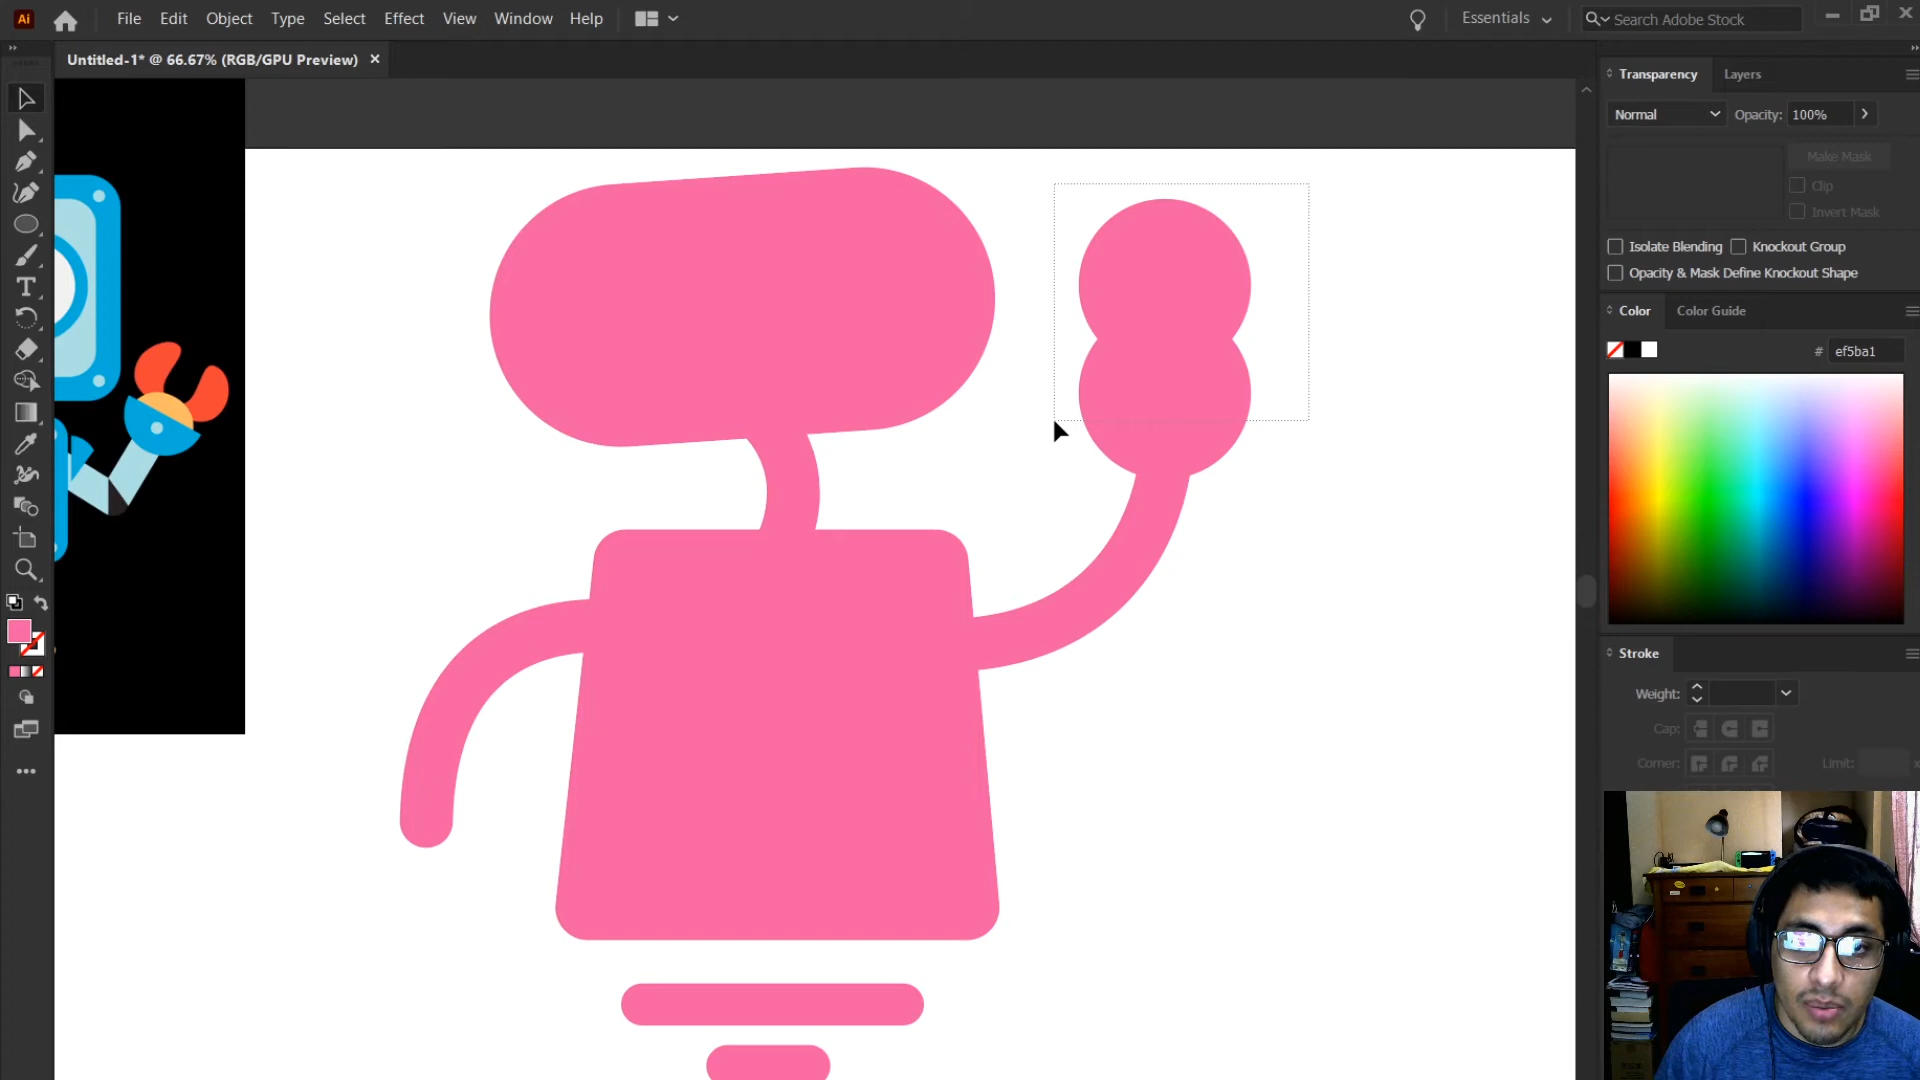 Ai File Edit Object Type Select Effect View Window Help Essentials Search Adobe Stock
Untitled-1* @ 66.67% (RGB/GPU Preview) ×
Transparency Layers
Normal Opacity: 100%
Make Mask
Clip
Invert Mask
Isolate Blending Knockout Group
Opacity & Mask Define Knockout Shape
Color Color Guide
# ef5ba1
Stroke
Weight:
Cap:
Corner: Limit: x